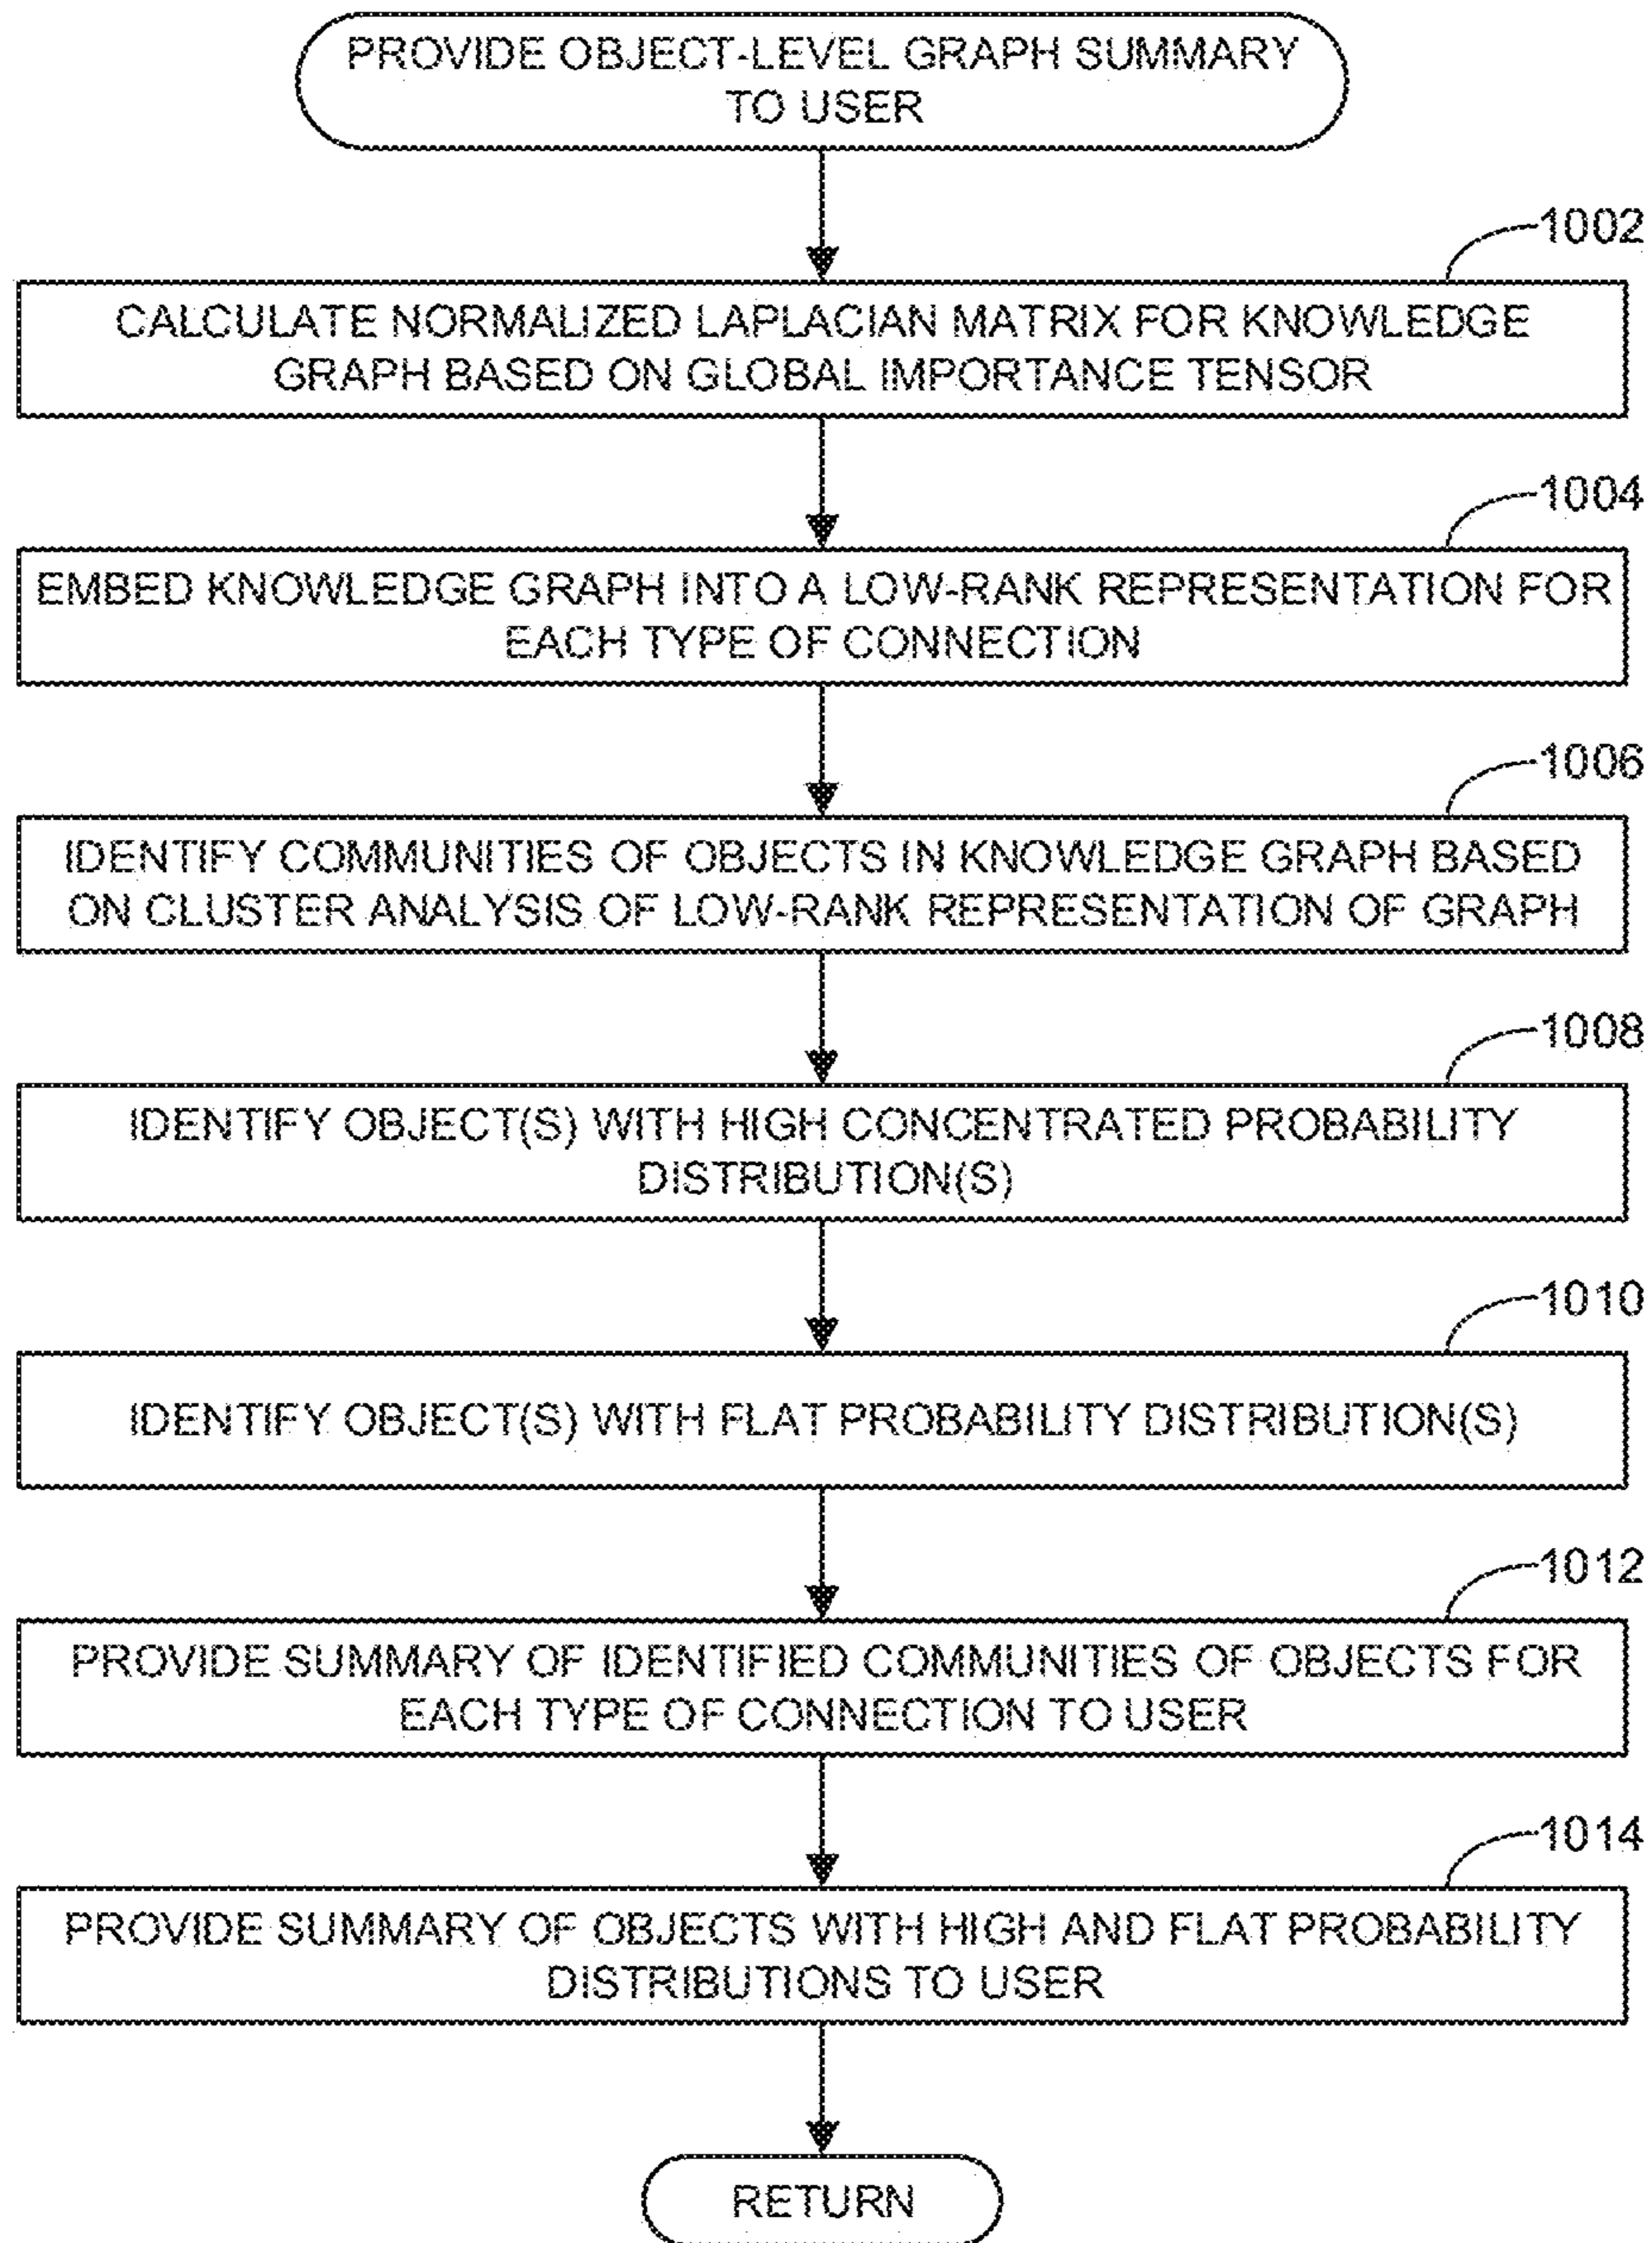 PROVIDE OBJECT-LEVEL GRAPH SUMMARY
TO USER
1002
CALCULATE NORMALIZED LAPLACIAN MATRIX FOR KNOWLEDGE
GRAPH BASED ON GLOBAL IMPORTANCE TENSOR
1004
EMBED KNOWLEDGE GRAPH INTO A LOW-RANK REPRESENTATION FOR
EACH TYPE OF CONNECTION
1006
IDENTIFY COMMUNITIES OF OBJECTS IN KNOWLEDGE GRAPH BASED
ON CLUSTER ANALYSIS OF LOW-RANK REPRESENTATION OF GRAPH
1008
IDENTIFY OBJECT(S) WITH HIGH CONCENTRATED PROBABILITY
DISTRIBUTION(S)
1010
IDENTIFY OBJECT(S) WITH FLAT PROBABILITY DISTRIBUTION(S)
1012
PROVIDE SUMMARY OF IDENTIFIED COMMUNITIES OF OBJECTS FOR
EACH TYPE OF CONNECTION TO USER
1014
PROVIDE SUMMARY OF OBJECTS WITH HIGH AND FLAT PROBABILITY
DISTRIBUTIONS TO USER
RETURN